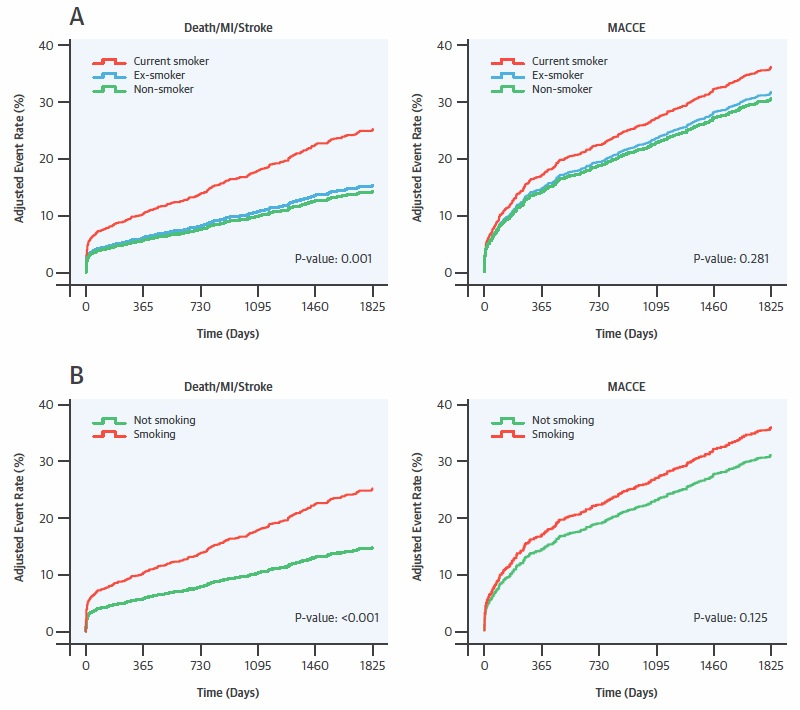 A
Death/MI/Stroke
Adjusted Event Rate (%)
40
30
20
10
0
Current smoker
Ex-smoker
Non-smoker
P-value: 0.001
0 365 730 1095 1460 1825
Time (Days)
MACCE
Adjusted Event Rate (%)
40
30
20
10
0
Current smoker
Ex-smoker
Non-smoker
P-value: 0.281
0 365 730 1095 1460 1825
Time (Days)
B
Death/MI/Stroke
Adjusted Event Rate (%)
40
30
20
10
0
Not smoking
Smoking
P-value: <0.001
0 365 730 1095 1460 1825
Time (Days)
MACCE
Adjusted Event Rate (%)
40
30
20
10
0
Not smoking
Smoking
P-value: 0.125
0 365 730 1095 1460 1825
Time (Days)